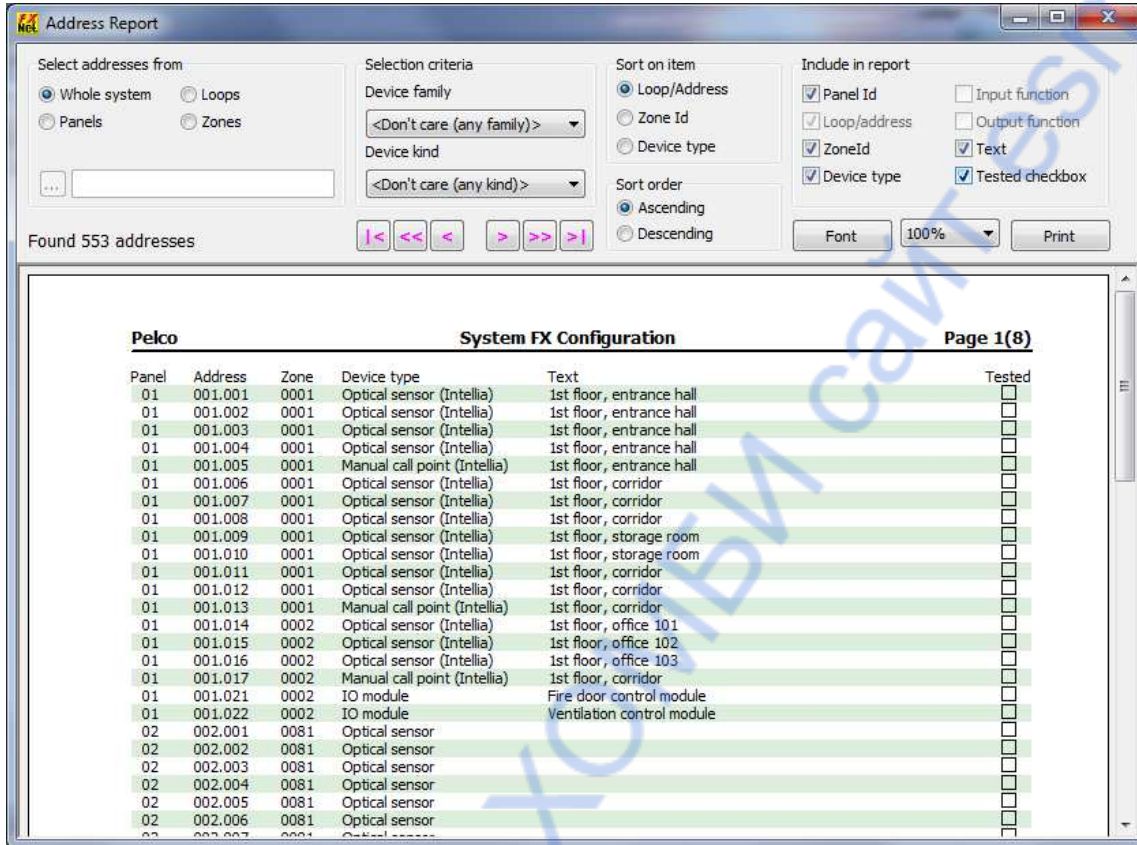 FX Net Address Report
Select addresses from
Whole system Loops
Panels Zones
...
Found 553 addresses
Selection criteria
Device family
<Don't care (any family)>
Device kind
<Don't care (any kind)>
|< << < > >> >|
Sort on item
Loop/Address
Zone Id
Device type
Sort order
Ascending
Descending
Include in report
Panel Id Input function
Loop/address Output function
ZoneId Text
Device type Tested checkbox
Font 100% Print
Pelco System FX Configuration Page 1(8)
Panel Address Zone Device type Text Tested
01 001.001 0001 Optical sensor (Intellia) 1st floor, entrance hall
01 001.002 0001 Optical sensor (Intellia) 1st floor, entrance hall
01 001.003 0001 Optical sensor (Intellia) 1st floor, entrance hall
01 001.004 0001 Optical sensor (Intellia) 1st floor, entrance hall
01 001.005 0001 Manual call point (Intellia) 1st floor, entrance hall
01 001.006 0001 Optical sensor (Intellia) 1st floor, corridor
01 001.007 0001 Optical sensor (Intellia) 1st floor, corridor
01 001.008 0001 Optical sensor (Intellia) 1st floor, corridor
01 001.009 0001 Optical sensor (Intellia) 1st floor, storage room
01 001.010 0001 Optical sensor (Intellia) 1st floor, storage room
01 001.011 0001 Optical sensor (Intellia) 1st floor, corridor
01 001.012 0001 Optical sensor (Intellia) 1st floor, corridor
01 001.013 0001 Manual call point (Intellia) 1st floor, corridor
01 001.014 0002 Optical sensor (Intellia) 1st floor, office 101
01 001.015 0002 Optical sensor (Intellia) 1st floor, office 102
01 001.016 0002 Optical sensor (Intellia) 1st floor, office 103
01 001.017 0002 Manual call point (Intellia) 1st floor, corridor
01 001.021 0002 IO module Fire door control module
01 001.022 0002 IO module Ventilation control module
02 002.001 0081 Optical sensor
02 002.002 0081 Optical sensor
02 002.003 0081 Optical sensor
02 002.004 0081 Optical sensor
02 002.005 0081 Optical sensor
02 002.006 0081 Optical sensor
ХОМБИ сайт